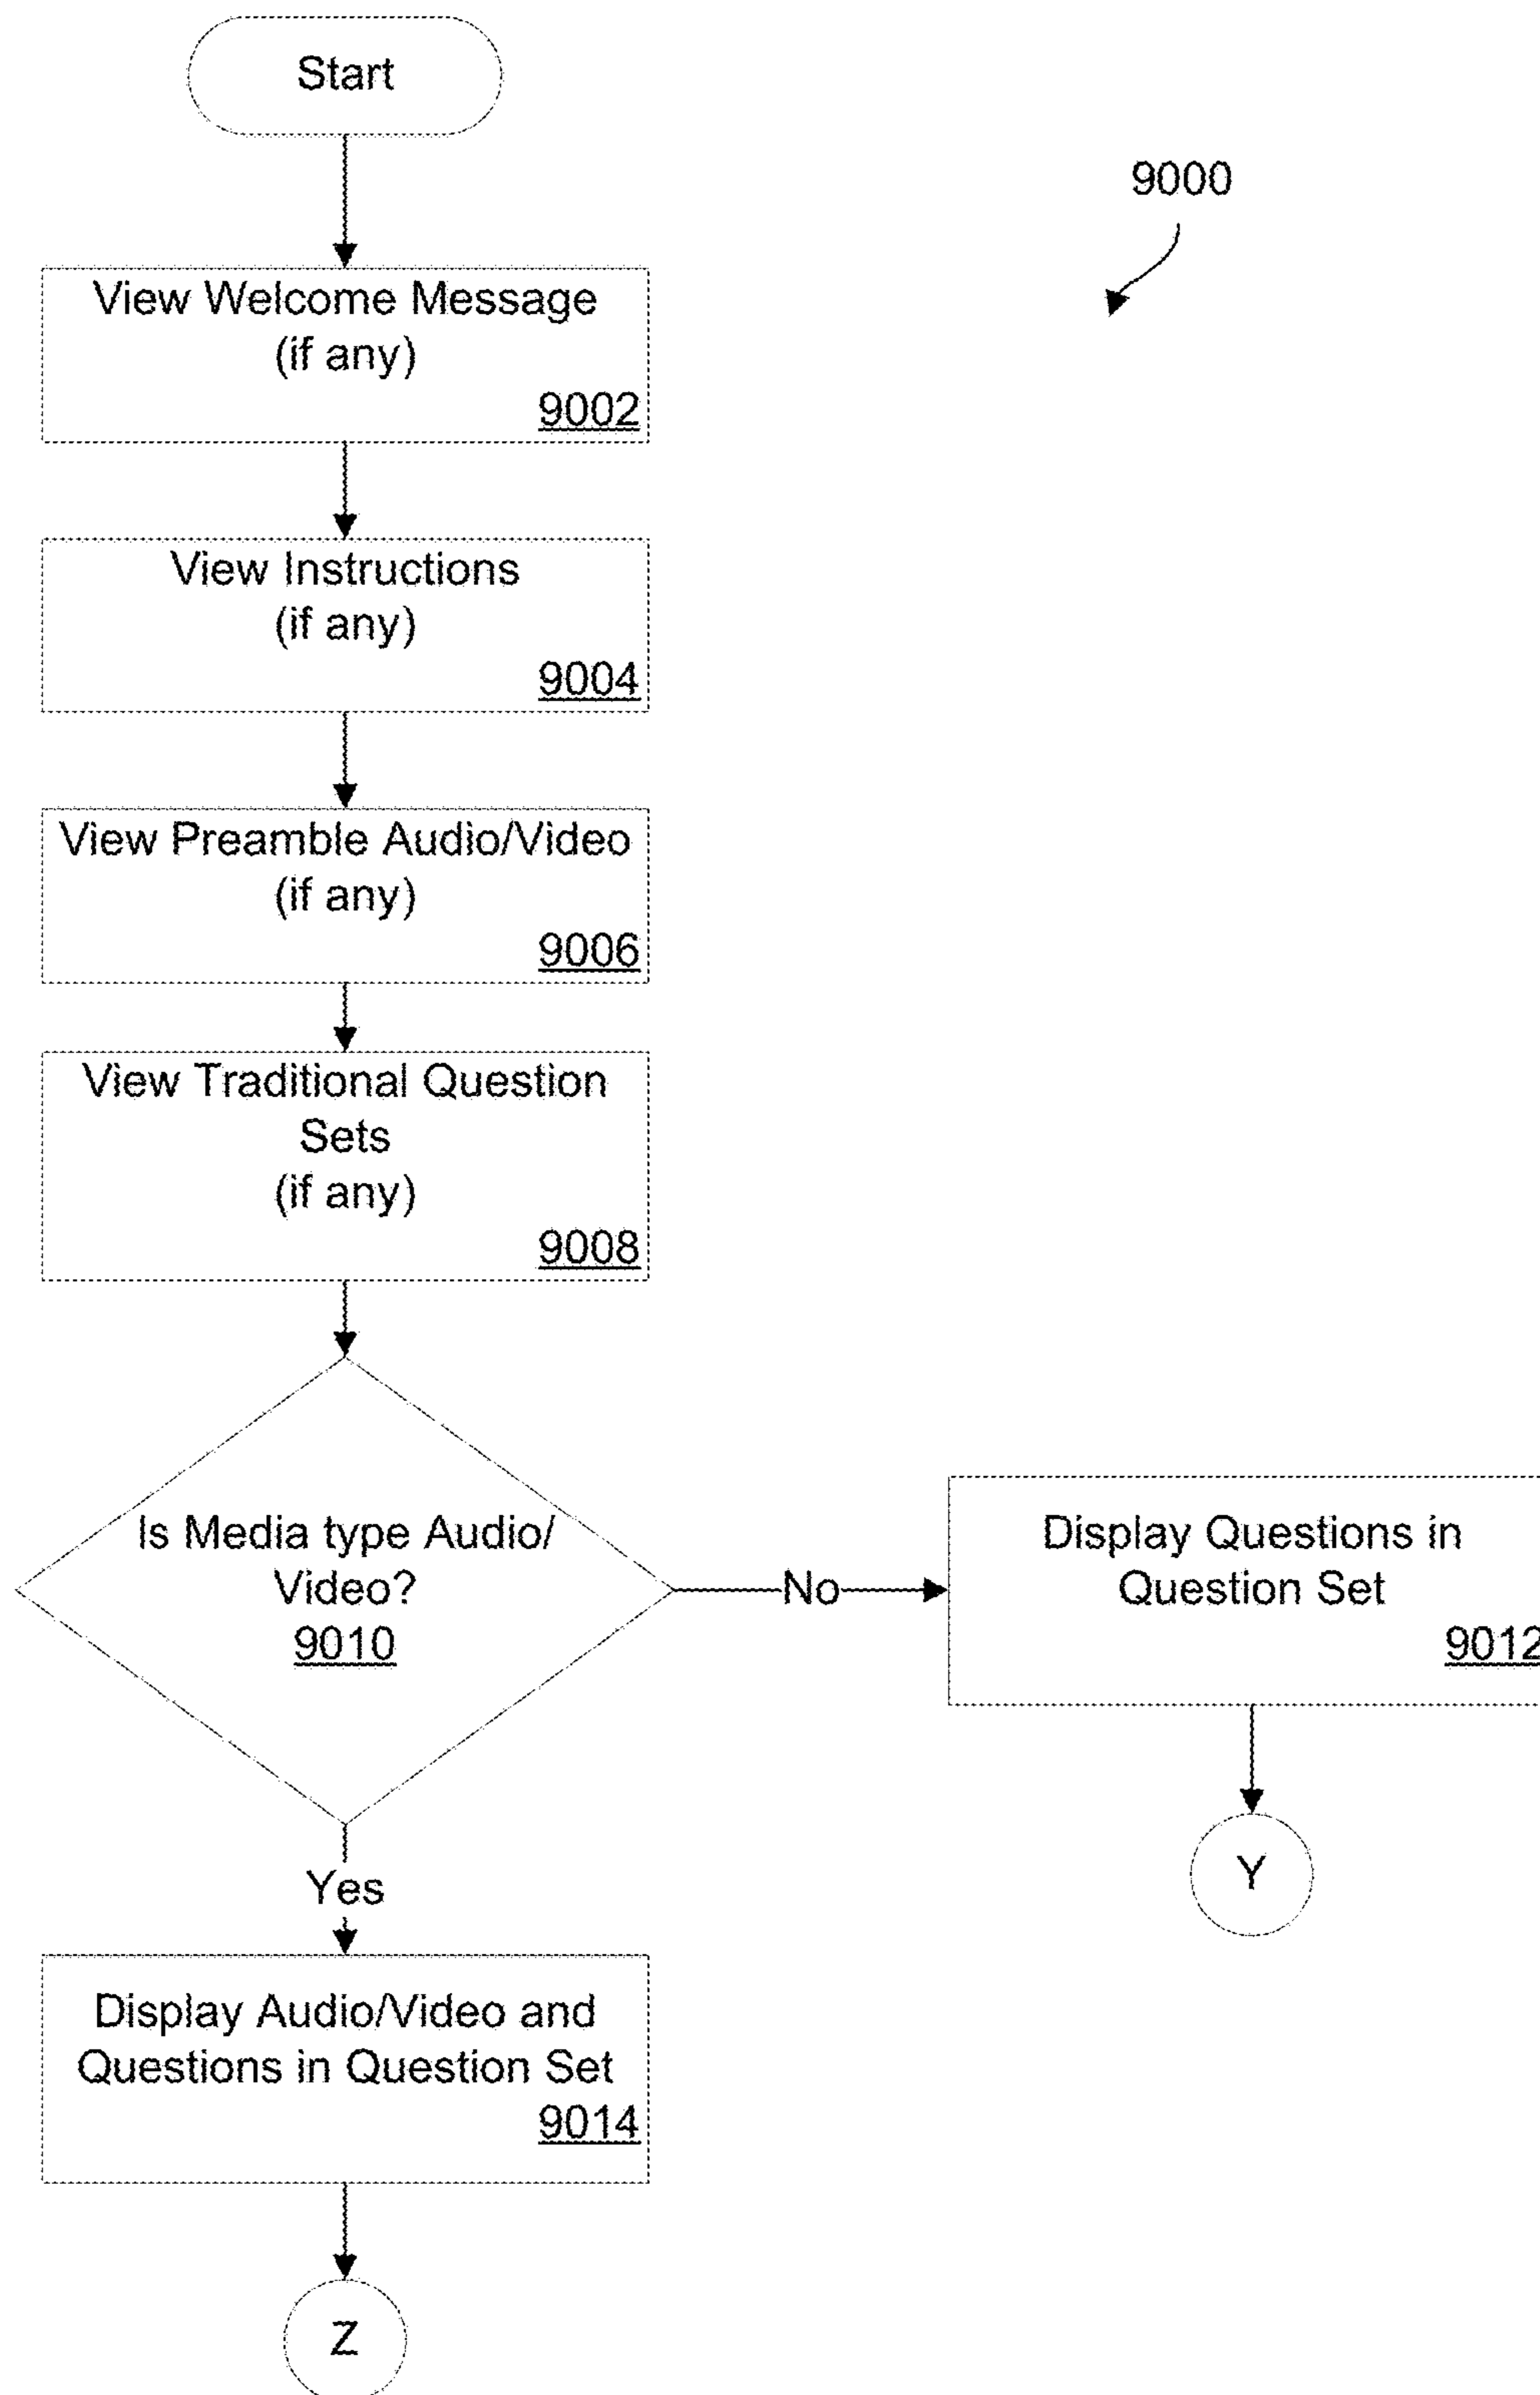 Start
9000
View Welcome Message
(if any)
9002
View Instructions
(if any)
9004
View Preamble Audio/Video
(if any)
9006
View Traditional Question
Sets
(if any)
9008
Is Media type Audio/
Video?
9010
No
Display Questions in
Question Set
9012
Yes
Y
Display Audio/Video and
Questions in Question Set
9014
Z